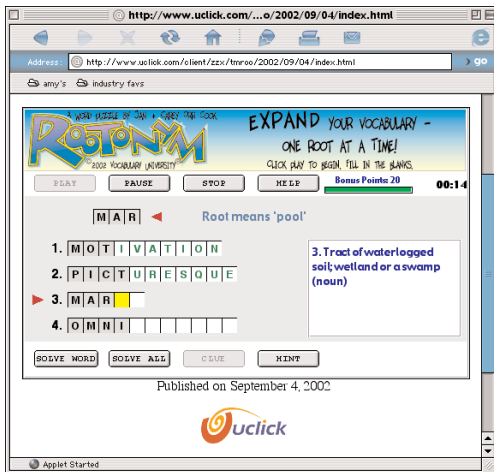 http://www.uclick.com/...o/2002/09/04/index.html
Address: http://www.uclick.com/client/zzx/tmroo/2002/09/04/index.html go
amy's industry favs
A WORD PUZZLE BY JAN & CAREY ORR COOK
ROOTONYM
©2002 VOCABULARY UNIVERSITY®
EXPAND YOUR VOCABULARY -
ONE ROOT AT A TIME!
CLICK PLAY TO BEGIN, FILL IN THE BLANKS.
PLAY PAUSE STOP HELP Bonus Points: 20 00:14
MAR Root means 'pool'
1. MOTIVATION
2. PICTURESQUE
3. MAR
4. OMNI
3. Tract of waterlogged
soil; wetland or a swamp
(noun)
SOLVE WORD SOLVE ALL CLUE HINT
Published on September 4, 2002
uclick
Applet Started